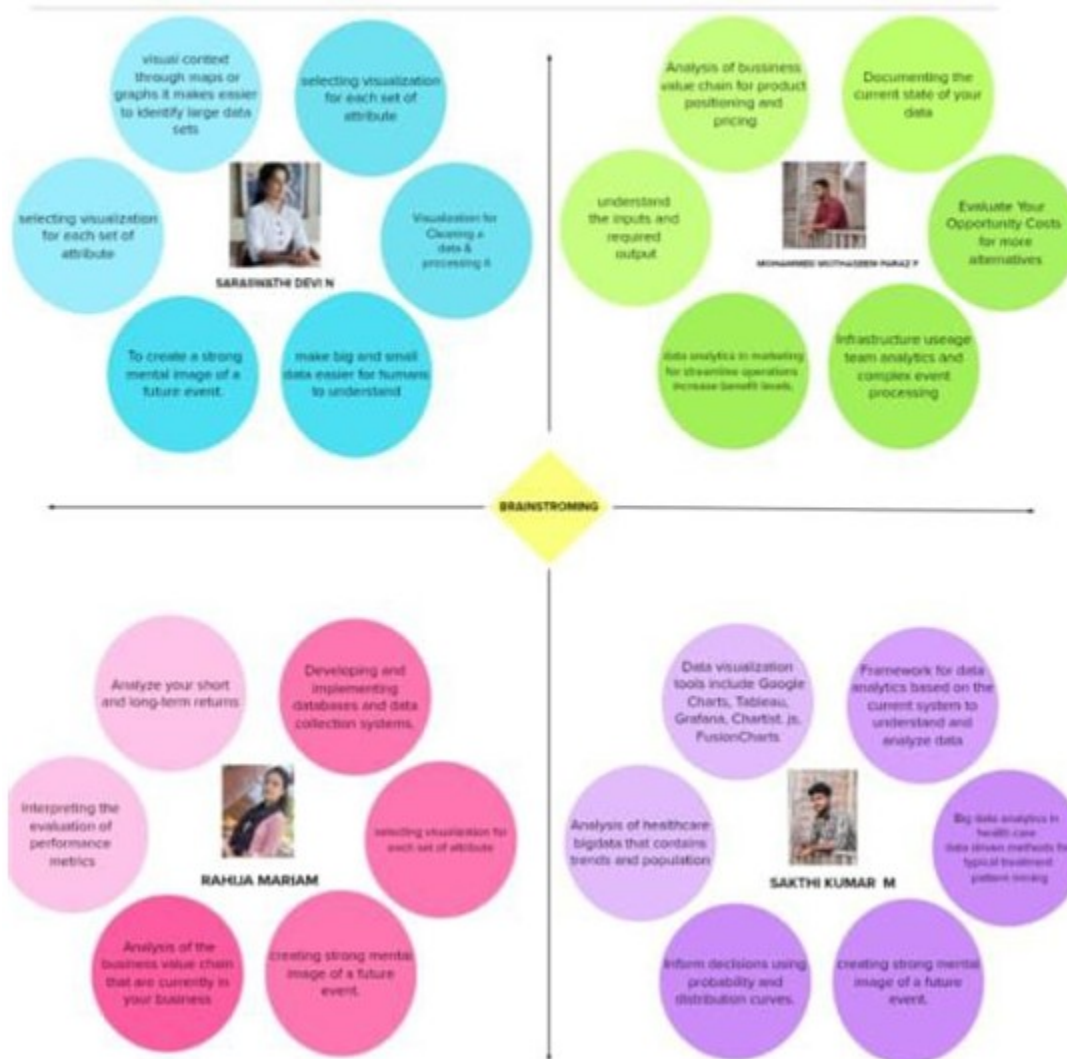 visual context
through maps or
graphs it makes easier
to identify large data
sets
selecting visualization
for each set of
attribute
selecting visualization
for each set of
attribute
Visualization for
Cleaning a
data &
processing it
SARASWATHI DEVI N
To create a strong
mental image of a
future event.
make big and small
data easier for humans
to understand
Analysis of bussiness
value chain for product
positioning and
pricing
Documenting the
current state of your
data
understand
the inputs and
required
output
Evaluate Your
Opportunity Costs
for more
alternatives
MOHAMMED
data analytics in marketing
for streamline operations
increase benefit levels.
Infrastructure useage
team analytics and
complex event
processing
BRAINSTROMING
Analyze your short
and long-term returns
Developing and
implementing
databases and data
collection systems.
Interpreting the
evaluation of
performance
metrics
selecting visualization for
each set of attribute
RAHIJA MARIAM
Analysis of the
business value chain
that are currently in
your business
creating strong mental
image of a future
event.
Data visualization
tools include Google
Charts, Tableau,
Grafana, Chartist. js,
FusionCharts
Framework for data
analytics based on the
current system to
understand and
analyze data
Analysis of healthcare
bigdata that contains
trends and population
Big data analytics in
health care
data driven methods for
typical treatment
pattern
SAKTHI KUMAR M
Inform decisions using
probability and
distribution curves.
creating strong mental
image of a future
event.